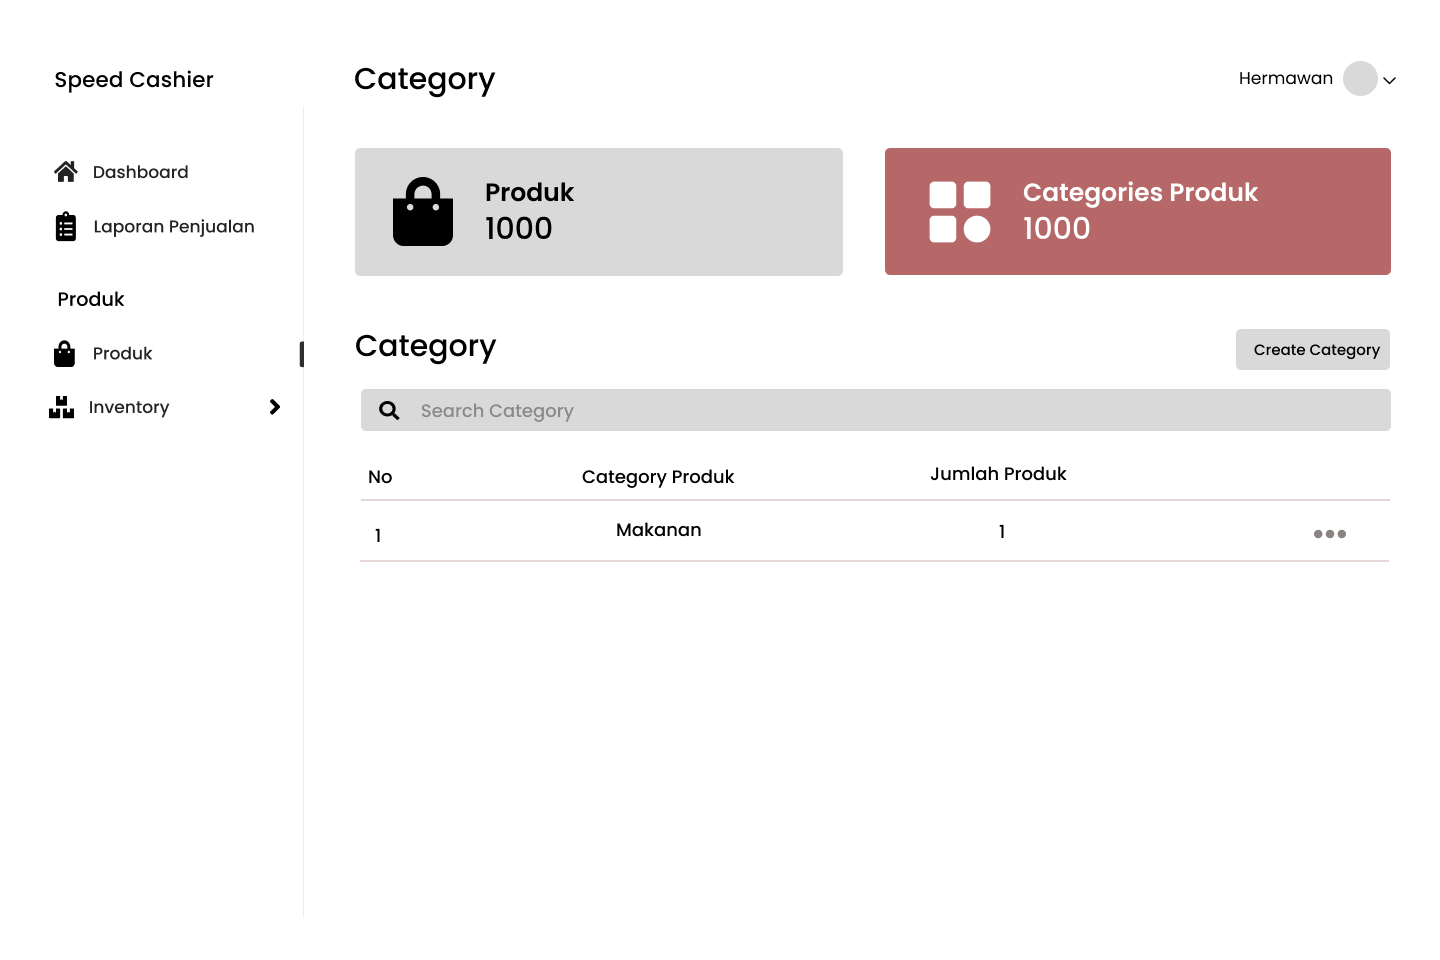 Speed Cashier
Category
Hermawan
Dashboard
Laporan Penjualan
Produk
Produk
Inventory
Produk
1000
Categories Produk
1000
Category
Create Category
Search Category
No Category Produk Jumlah Produk
1 Makanan 1